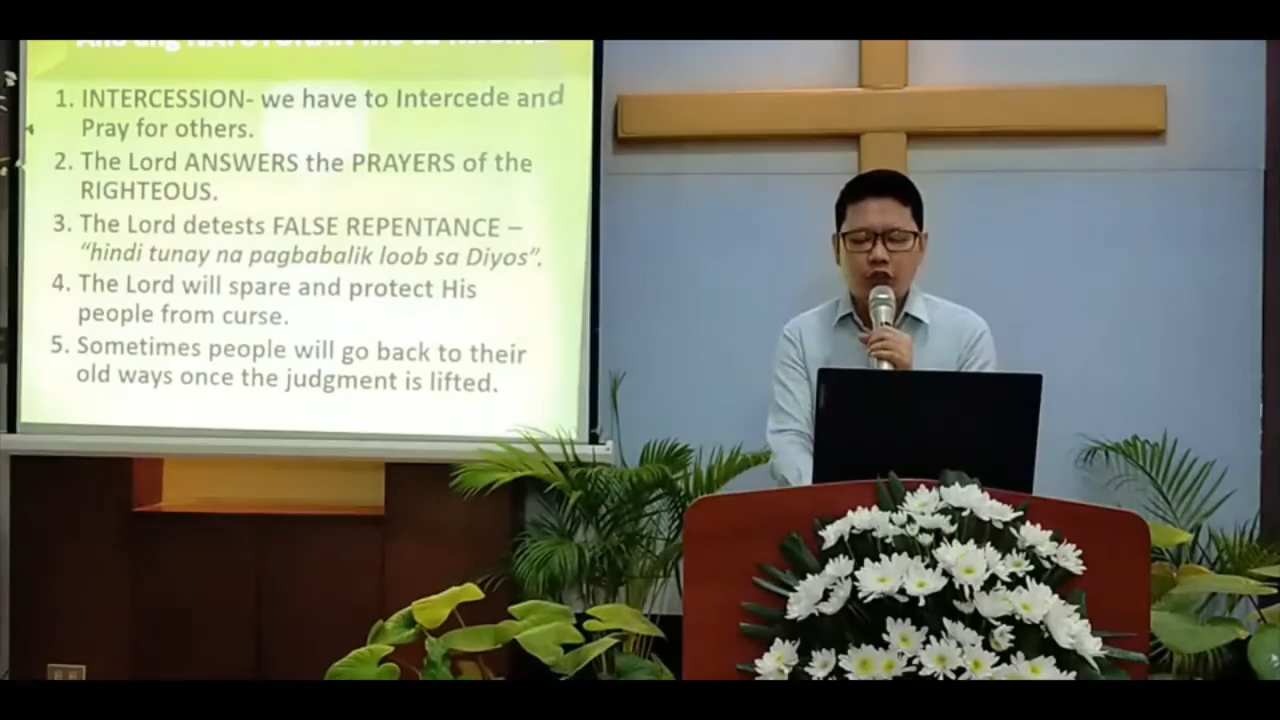 1. INTERCESSION- we have to Intercede and
Pray for others.
2. The Lord ANSWERS the PRAYERS of the
RIGHTEOUS.
3. The Lord detests FALSE REPENTANCE –
“hindi tunay na pagbabalik loob sa Diyos”.
4. The Lord will spare and protect His
people from curse.
5. Sometimes people will go back to their
old ways once the judgment is lifted.